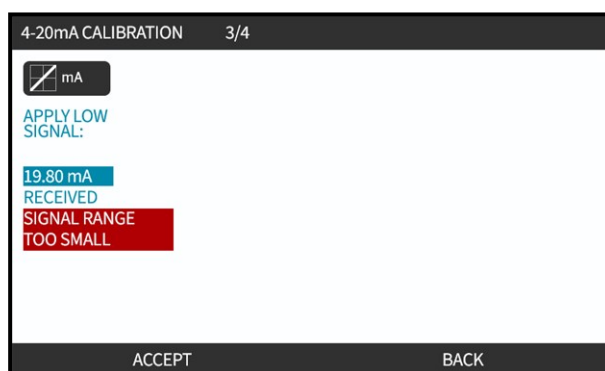 4-20mA CALIBRATION 3/4
mA
APPLY LOW
SIGNAL:
19.80 mA
RECEIVED
SIGNAL RANGE
TOO SMALL
ACCEPT BACK